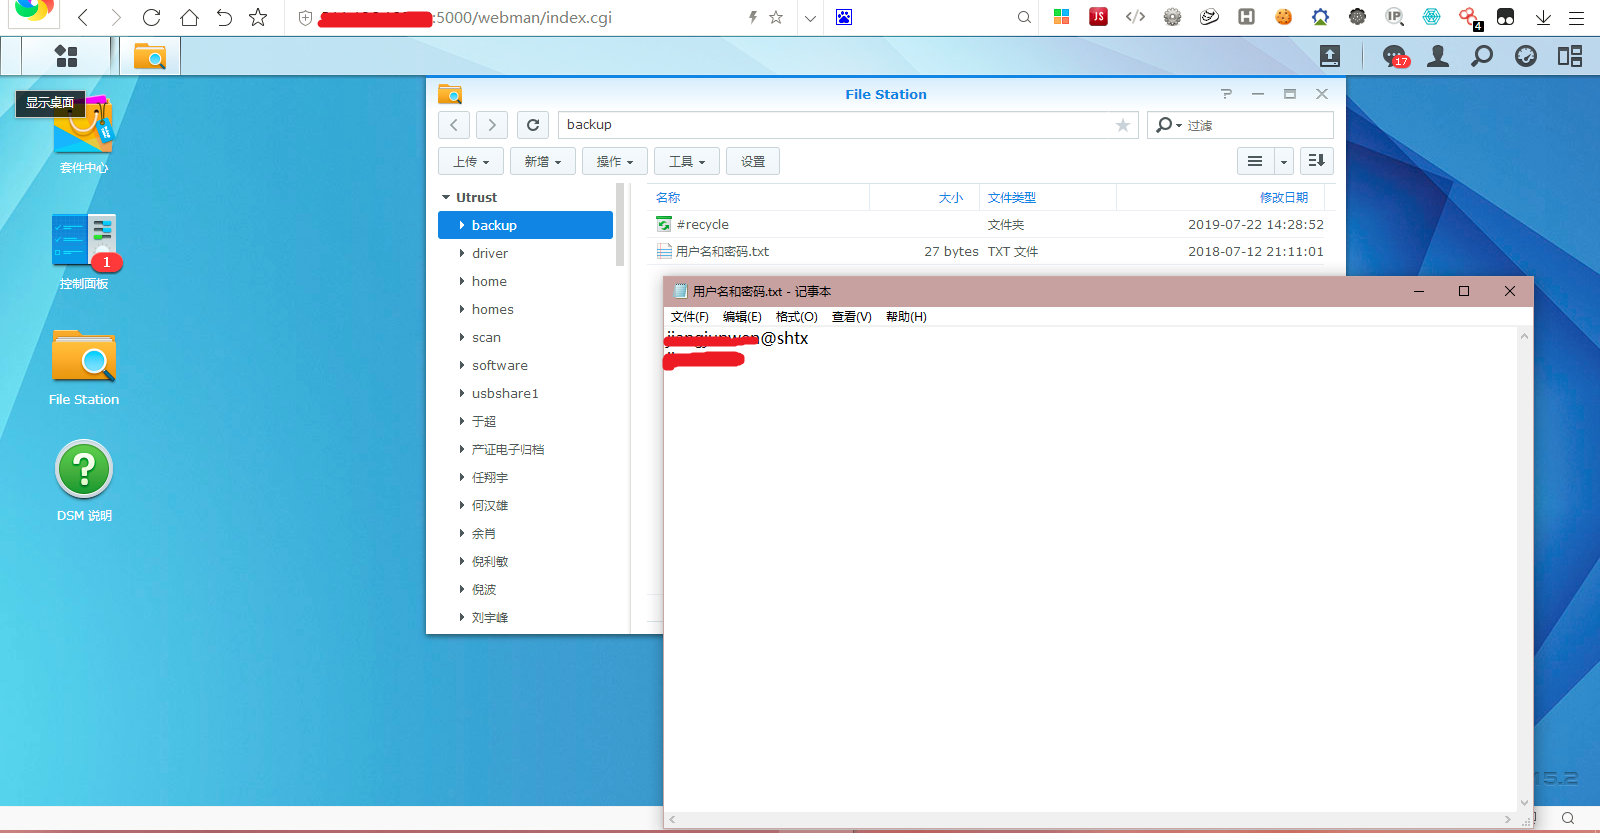 :5000/webman/index.cgi
JS
IP
4
17
显示桌面
套件中心
1
控制面板
File Station
DSM 说明
File Station
backup
过滤
上传
新增
操作
工具
设置
Utrust
backup
driver
home
homes
scan
software
usbshare1
于超
产证电子归档
任翔宇
何汉雄
余肖
倪利敏
倪波
刘宇峰
名称 大小 文件类型 修改日期
#recycle 文件夹 2019-07-22 14:28:52
用户名和密码.txt 27 bytes TXT 文件 2018-07-12 21:11:01
用户名和密码.txt - 记事本
文件(F) 编辑(E) 格式(O) 查看(V) 帮助(H)
@shtx
5.2